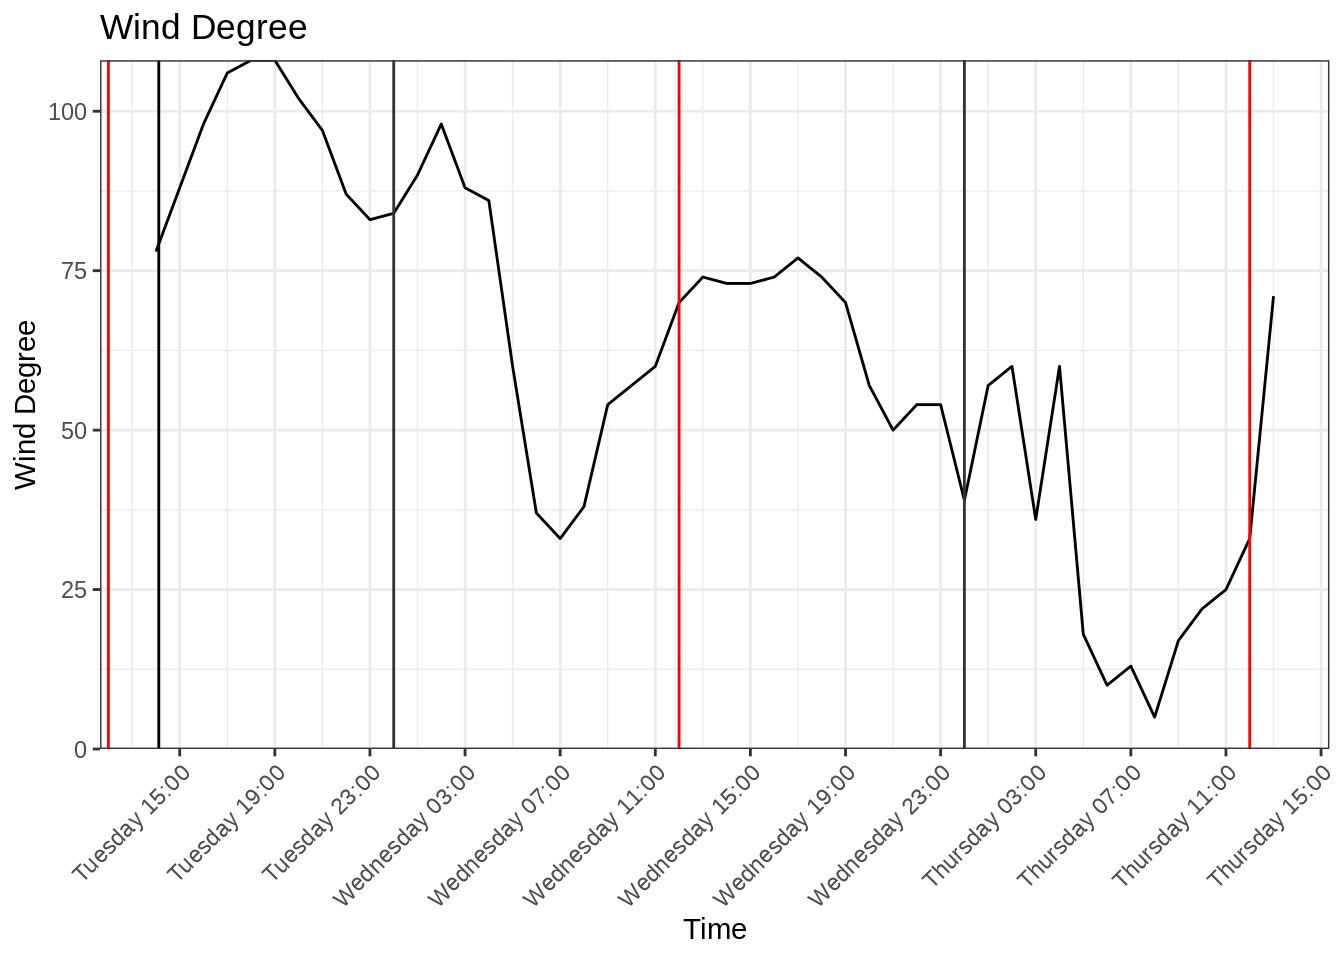 Wind Degree
Wind Degree
100
75
50
25
0
Tuesday 15:00
Tuesday 19:00
Tuesday 23:00
Wednesday 03:00
Wednesday 07:00
Wednesday 11:00
Wednesday 15:00
Wednesday 19:00
Wednesday 23:00
Thursday 03:00
Thursday 07:00
Thursday 11:00
Thursday 15:00
Time